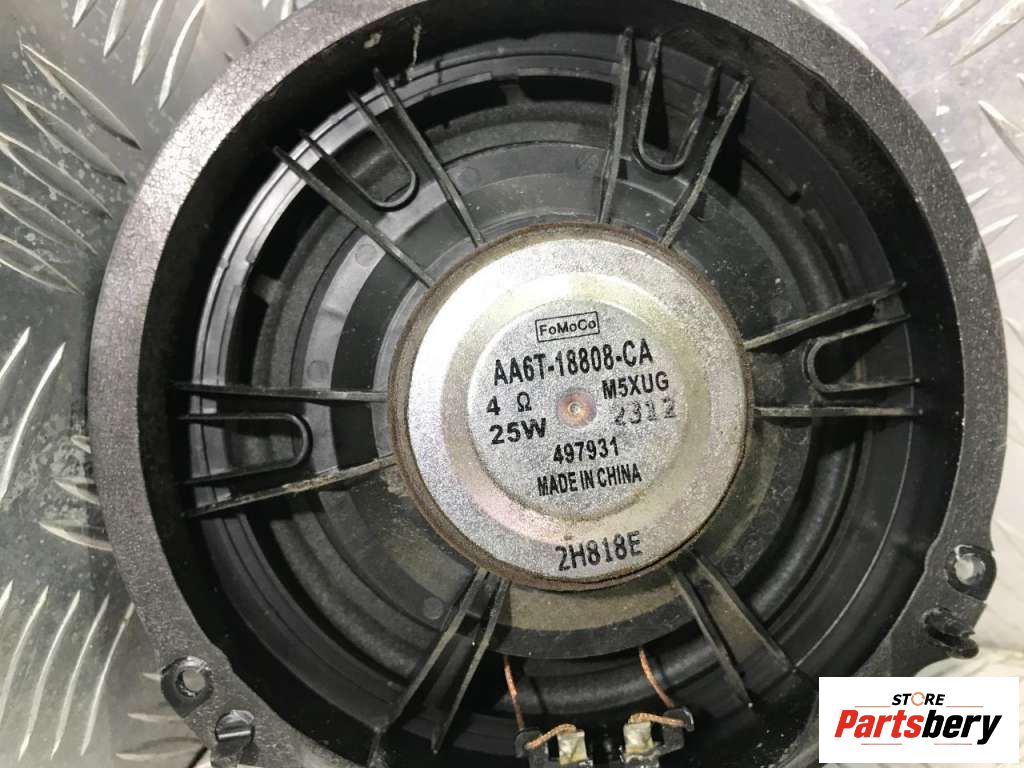 FoMoCo
AA6T-18808-CA
4 Ω M5XUG
25W 2312
497931
MADE IN CHINA
2H818E
STORE
Partsbery